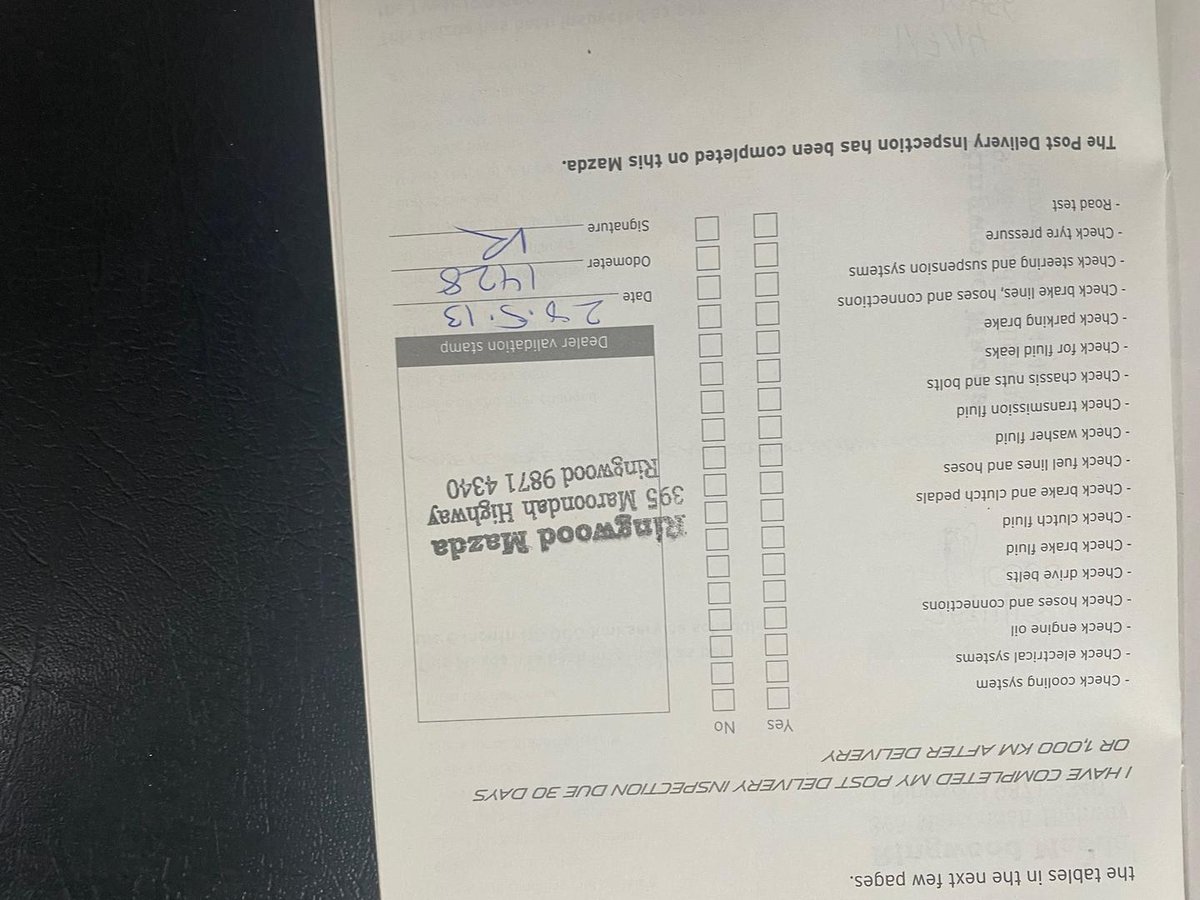 the tables in the next few pages.
I HAVE COMPLETED MY POST DELIVERY INSPECTION DUE 30 DAYS
OR 1,000 KM AFTER DELIVERY
Yes No
- Check cooling system
- Check electrical systems
- Check engine oil
- Check hoses and connections
- Check drive belts
- Check brake fluid
- Check clutch fluid
- Check brake and clutch pedals
- Check fuel lines and hoses
- Check washer fluid
- Check transmission fluid
- Check chassis nuts and bolts
- Check for fluid leaks
- Check parking brake
- Check brake lines, hoses and connections
- Check steering and suspension systems
- Check tyre pressure
- Road test
Ringwood Mazda
395 Maroondah Highway
Ringwood 9871 4340
Dealer validation stamp
Date 28.5.13
Odometer 1428
Signature
The Post Delivery Inspection has been completed on this Mazda.